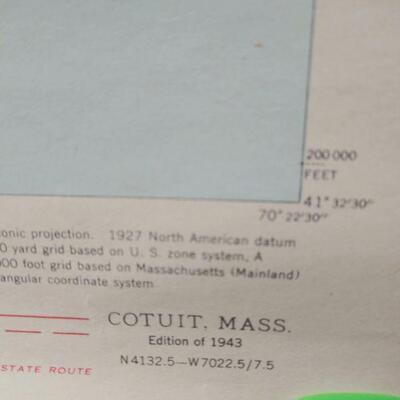 200 000
FEET
41° 32'30"
70° 22'30"
conic projection. 1927 North American datum
0 yard grid based on U. S. zone system, A
000 foot grid based on Massachusetts (Mainland)
angular coordinate system
COTUIT, MASS.
Edition of 1943
N4132.5—W7022.5/7.5
STATE ROUTE